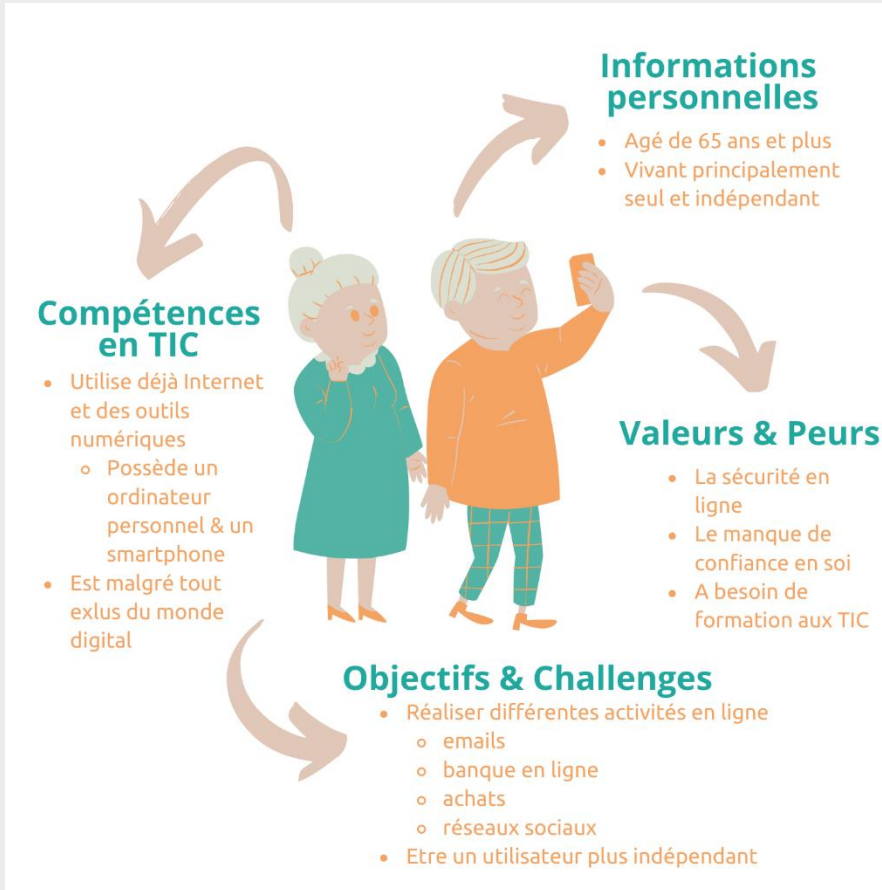 Informations
personnelles
• Agé de 65 ans et plus
• Vivant principalement
seul et indépendant
Compétences
en TIC
• Utilise déjà Internet
et des outils
numériques
◦ Possède un
ordinateur
personnel & un
smartphone
• Est malgré tout
exlus du monde
digital
Valeurs & Peurs
• La sécurité en
ligne
• Le manque de
confiance en soi
• A besoin de
formation aux TIC
Objectifs & Challenges
• Réaliser différentes activités en ligne
◦ emails
◦ banque en ligne
◦ achats
◦ réseaux sociaux
• Etre un utilisateur plus indépendant